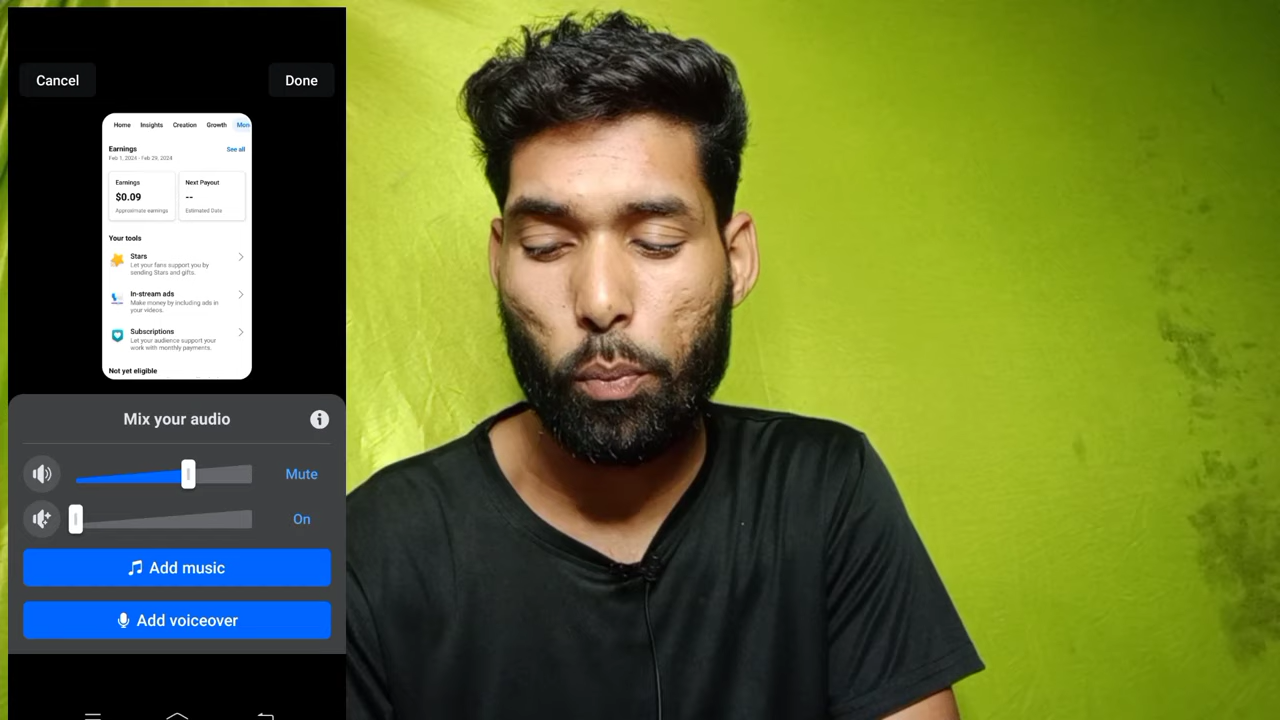 Cancel
Done
Home Insights Creation Growth Mon
Earnings
See all
Feb 1, 2024 - Feb 29, 2024
Earnings
$0.09
Approximate earnings
Next Payout
--
Estimated Date
Your tools
Stars
Let your fans support you by
sending Stars and gifts.
In-stream ads
Make money by including ads in
your videos.
Subscriptions
Let your audience support your
work with monthly payments.
Not yet eligible
Mix your audio
Mute
On
Add music
Add voiceover